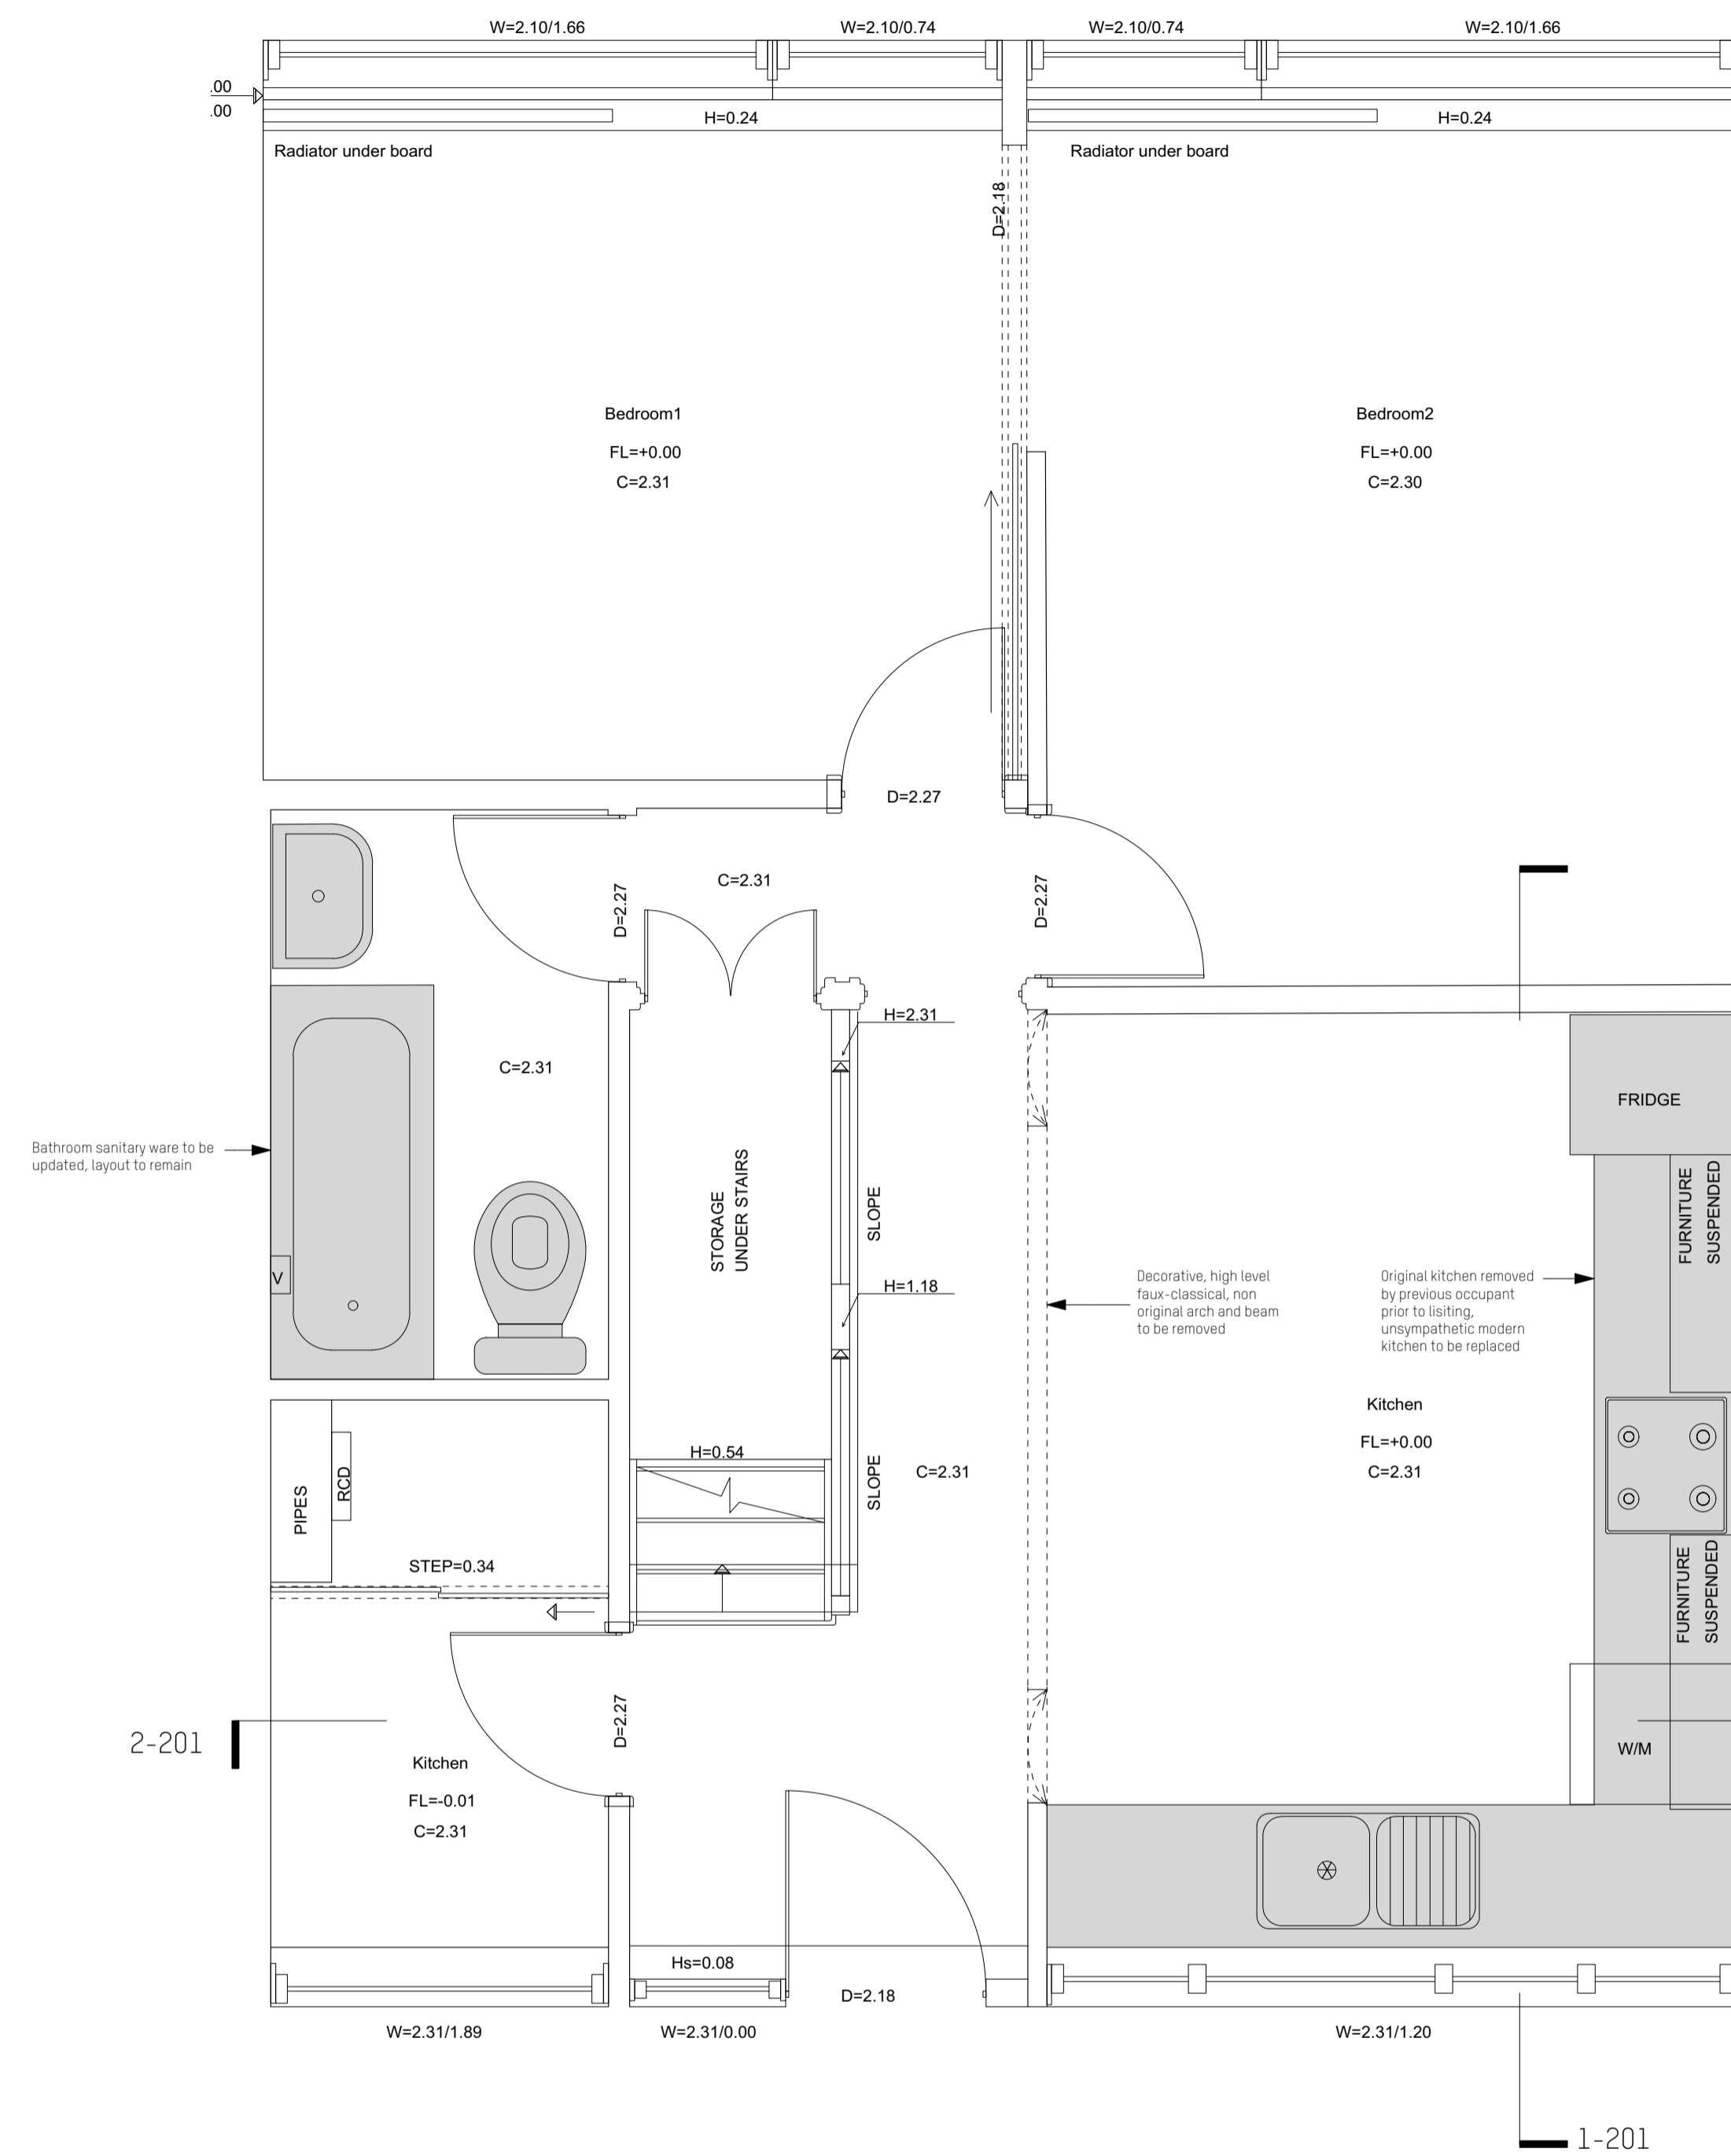 W=2.10/1.66
W=2.10/0.74
W=2.10/0.74
W=2.10/1.66
.00
.00
H=0.24
H=0.24
Radiator under board
Radiator under board
D=2.18
Bedroom1
FL=+0.00
C=2.31
Bedroom2
FL=+0.00
C=2.30
D=2.27
C=2.31
D=2.27
D=2.27
H=2.31
C=2.31
FRIDGE
Bathroom sanitary ware to be
updated, layout to remain
STORAGE
UNDER STAIRS
SLOPE
FURNITURE
SUSPENDED
V
H=1.18
Decorative, high level
faux-classical, non
original arch and beam
to be removed
Original kitchen removed
by previous occupant
prior to lisiting,
unsympathetic modern
kitchen to be replaced
Kitchen
FL=+0.00
C=2.31
H=0.54
SLOPE
C=2.31
PIPES
RCD
STEP=0.34
FURNITURE
SUSPENDED
D=2.27
2-201
W/M
Kitchen
FL=-0.01
C=2.31
Hs=0.08
D=2.18
W=2.31/1.89
W=2.31/0.00
W=2.31/1.20
1-201